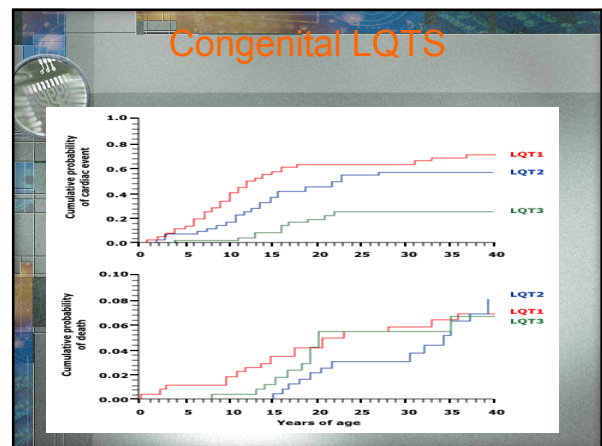 Congenital LQTS
Cumulative probability
of cardiac event
1.0
0.8
0.6
0.4
0.2
0.0
LQT1
LQT2
LQT3
5 10 15 20 25 30 35 40
Cumulative probability
of death
0.10
0.08
0.06
0.04
0.02
0.00
LQT2
LQT1
LQT3
0 5 10 15 20 25 30 35 40
Years of age